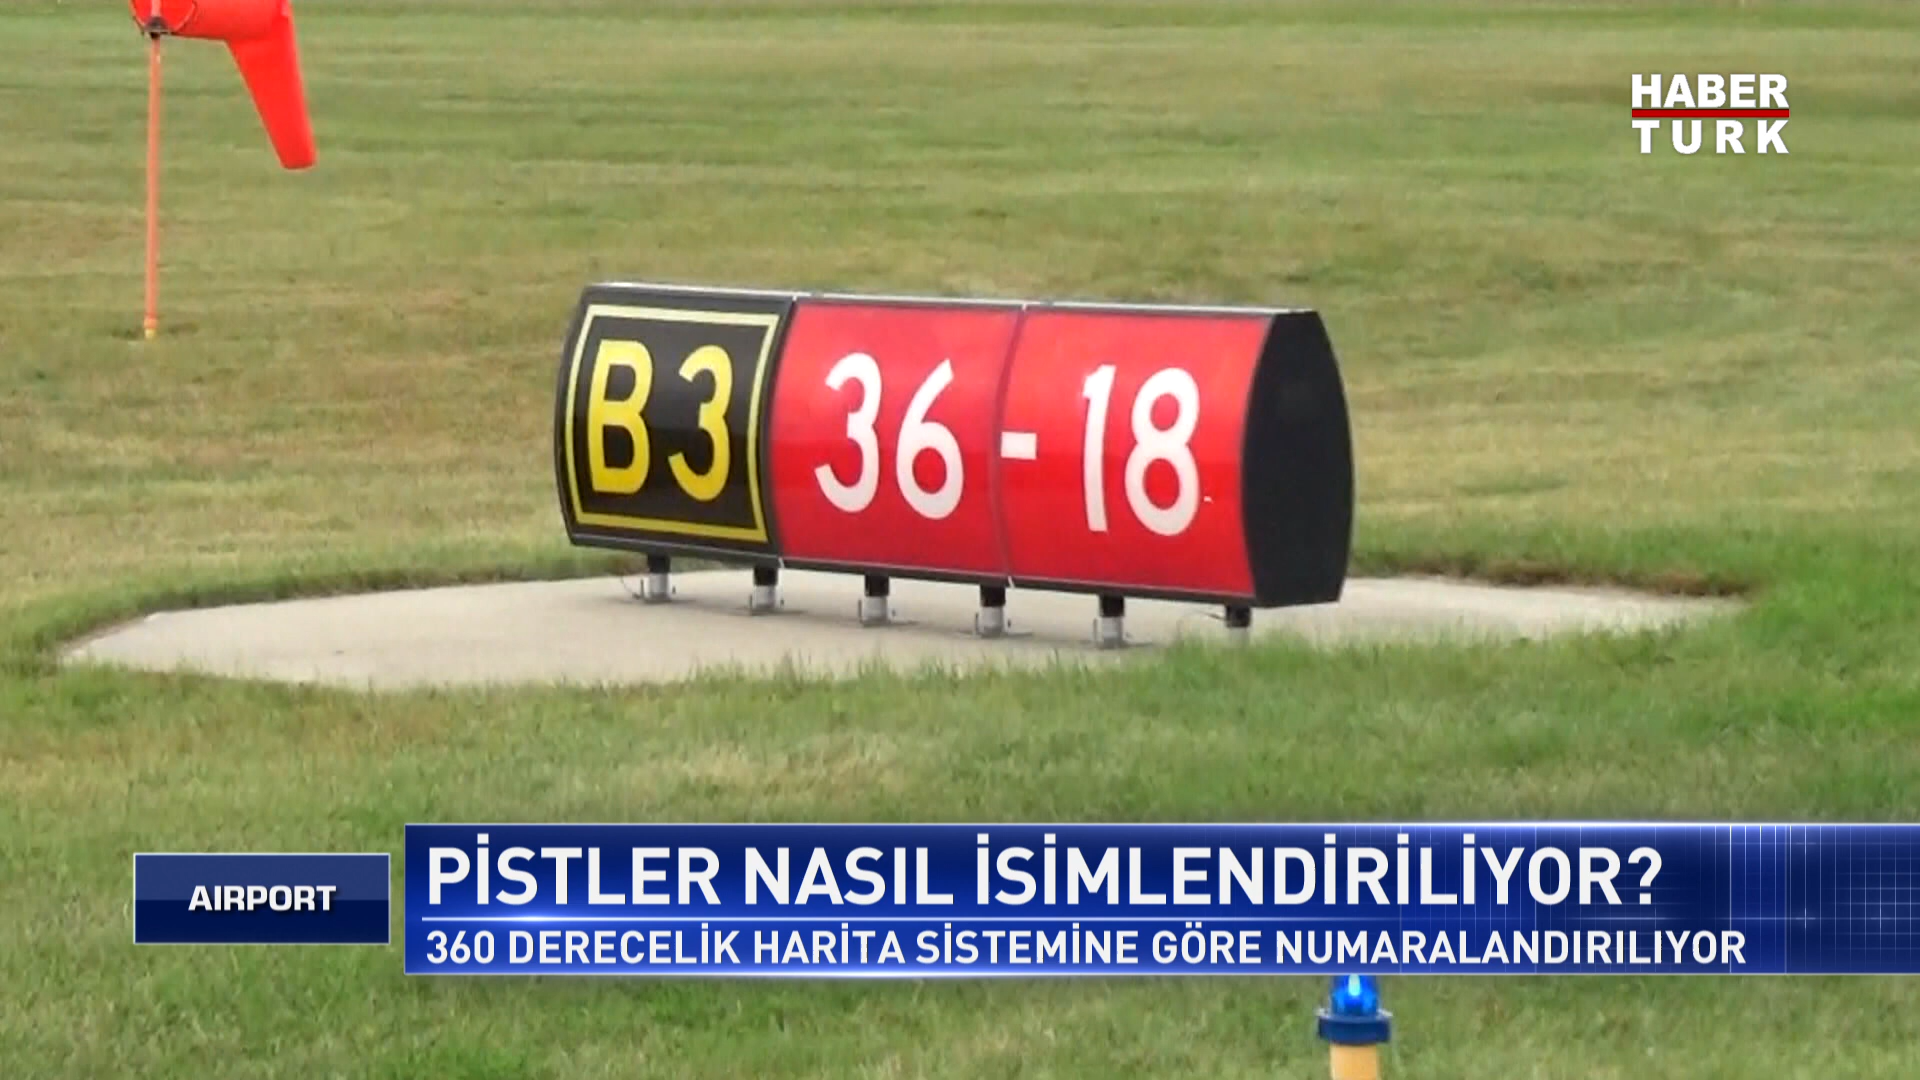 HABER
TURK
B3 36-18
AIRPORT
PİSTLER NASIL İSİMLENDİRİLİYOR?
360 DERECELİK HARİTA SİSTEMİNE GÖRE NUMARALANDIRILIYOR